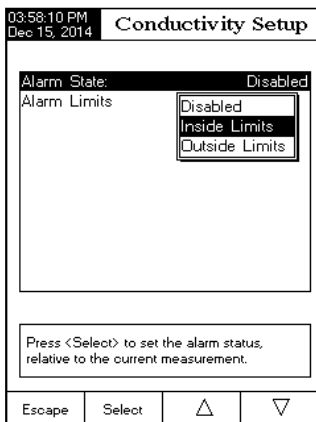 03:58:10 PM
Dec 15, 2014
Conductivity Setup
Alarm State: Disabled
Alarm Limits
Disabled
Inside Limits
Outside Limits
Press <Select> to set the alarm status,
relative to the current measurement.
Escape Select △ ▽